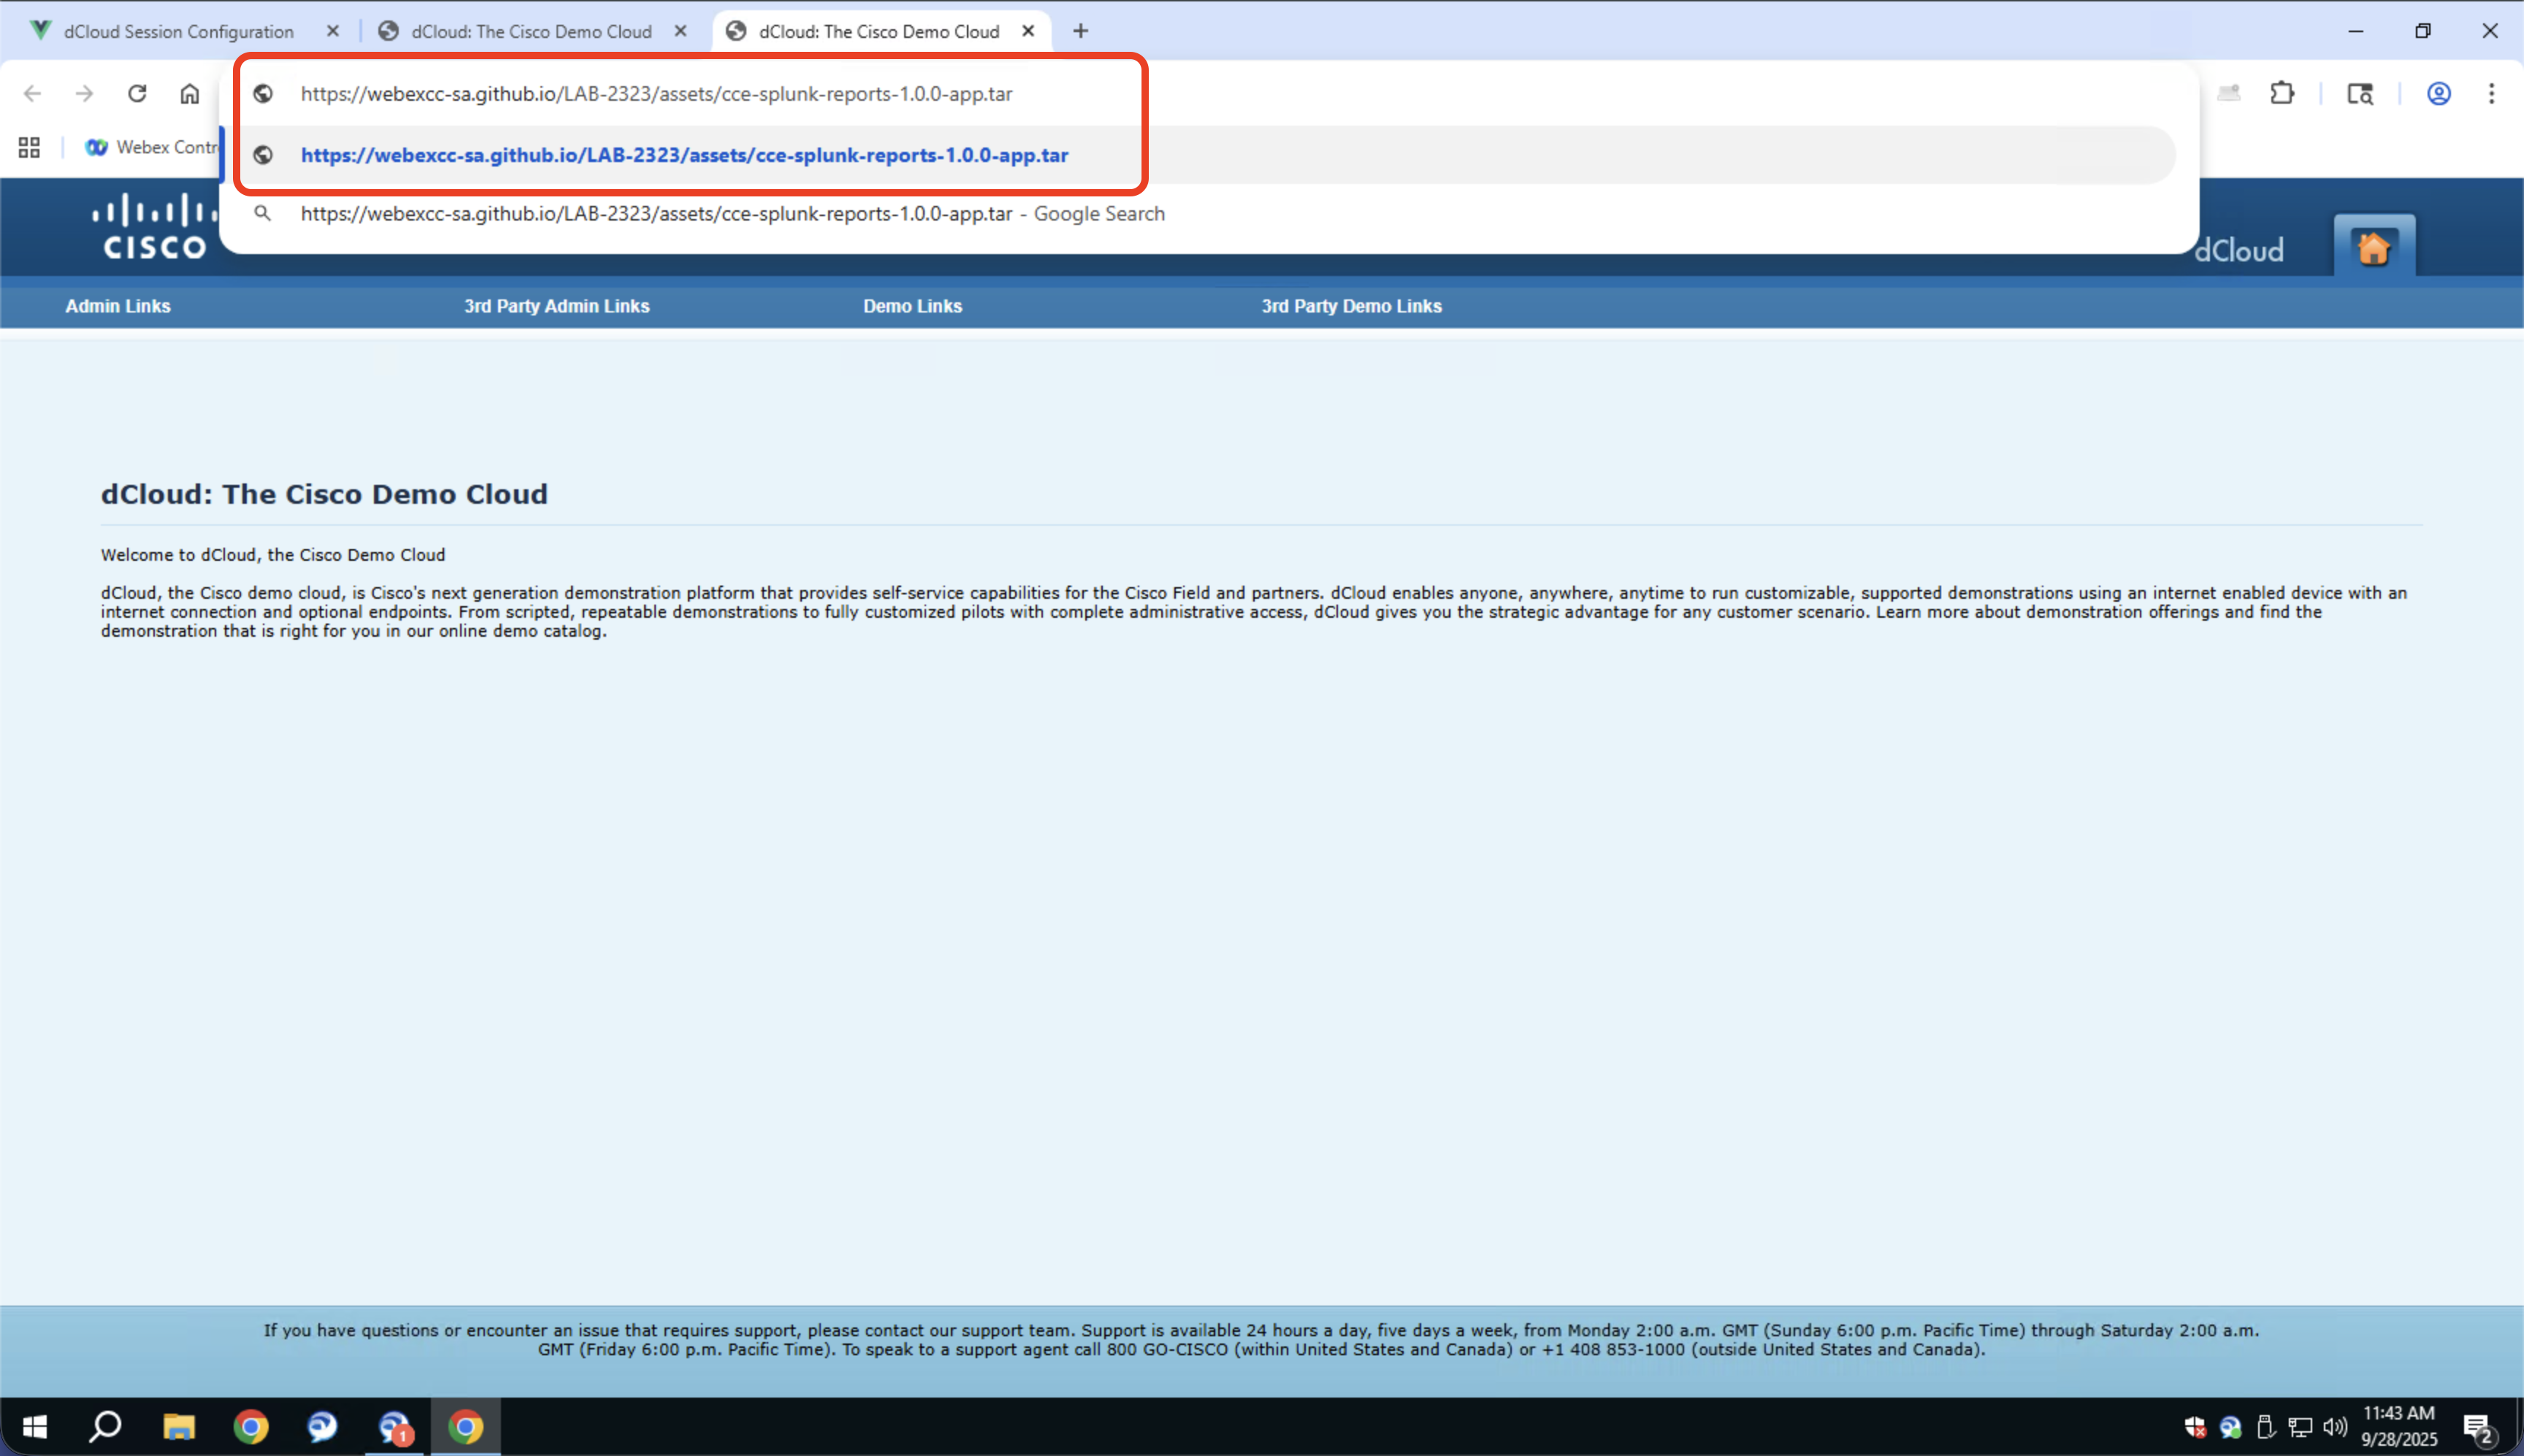 dCloud Session Configuration
dCloud: The Cisco Demo Cloud
dCloud: The Cisco Demo Cloud
https://webexcc-sa.github.io/LAB-2323/assets/cce-splunk-reports-1.0.0-app.tar
Webex Contr
https://webexcc-sa.github.io/LAB-2323/assets/cce-splunk-reports-1.0.0-app.tar
https://webexcc-sa.github.io/LAB-2323/assets/cce-splunk-reports-1.0.0-app.tar - Google Search
CISCO
dCloud
Admin Links
3rd Party Admin Links
Demo Links
3rd Party Demo Links
dCloud: The Cisco Demo Cloud
Welcome to dCloud, the Cisco Demo Cloud
dCloud, the Cisco demo cloud, is Cisco's next generation demonstration platform that provides self-service capabilities for the Cisco Field and partners. dCloud enables anyone, anywhere, anytime to run customizable, supported demonstrations using an internet enabled device with an
internet connection and optional endpoints. From scripted, repeatable demonstrations to fully customized pilots with complete administrative access, dCloud gives you the strategic advantage for any customer scenario. Learn more about demonstration offerings and find the
demonstration that is right for you in our online demo catalog.
If you have questions or encounter an issue that requires support, please contact our support team. Support is available 24 hours a day, five days a week, from Monday 2:00 a.m. GMT (Sunday 6:00 p.m. Pacific Time) through Saturday 2:00 a.m.
GMT (Friday 6:00 p.m. Pacific Time). To speak to a support agent call 800 GO-CISCO (within United States and Canada) or +1 408 853-1000 (outside United States and Canada).
1
11:43 AM
9/28/2025
2